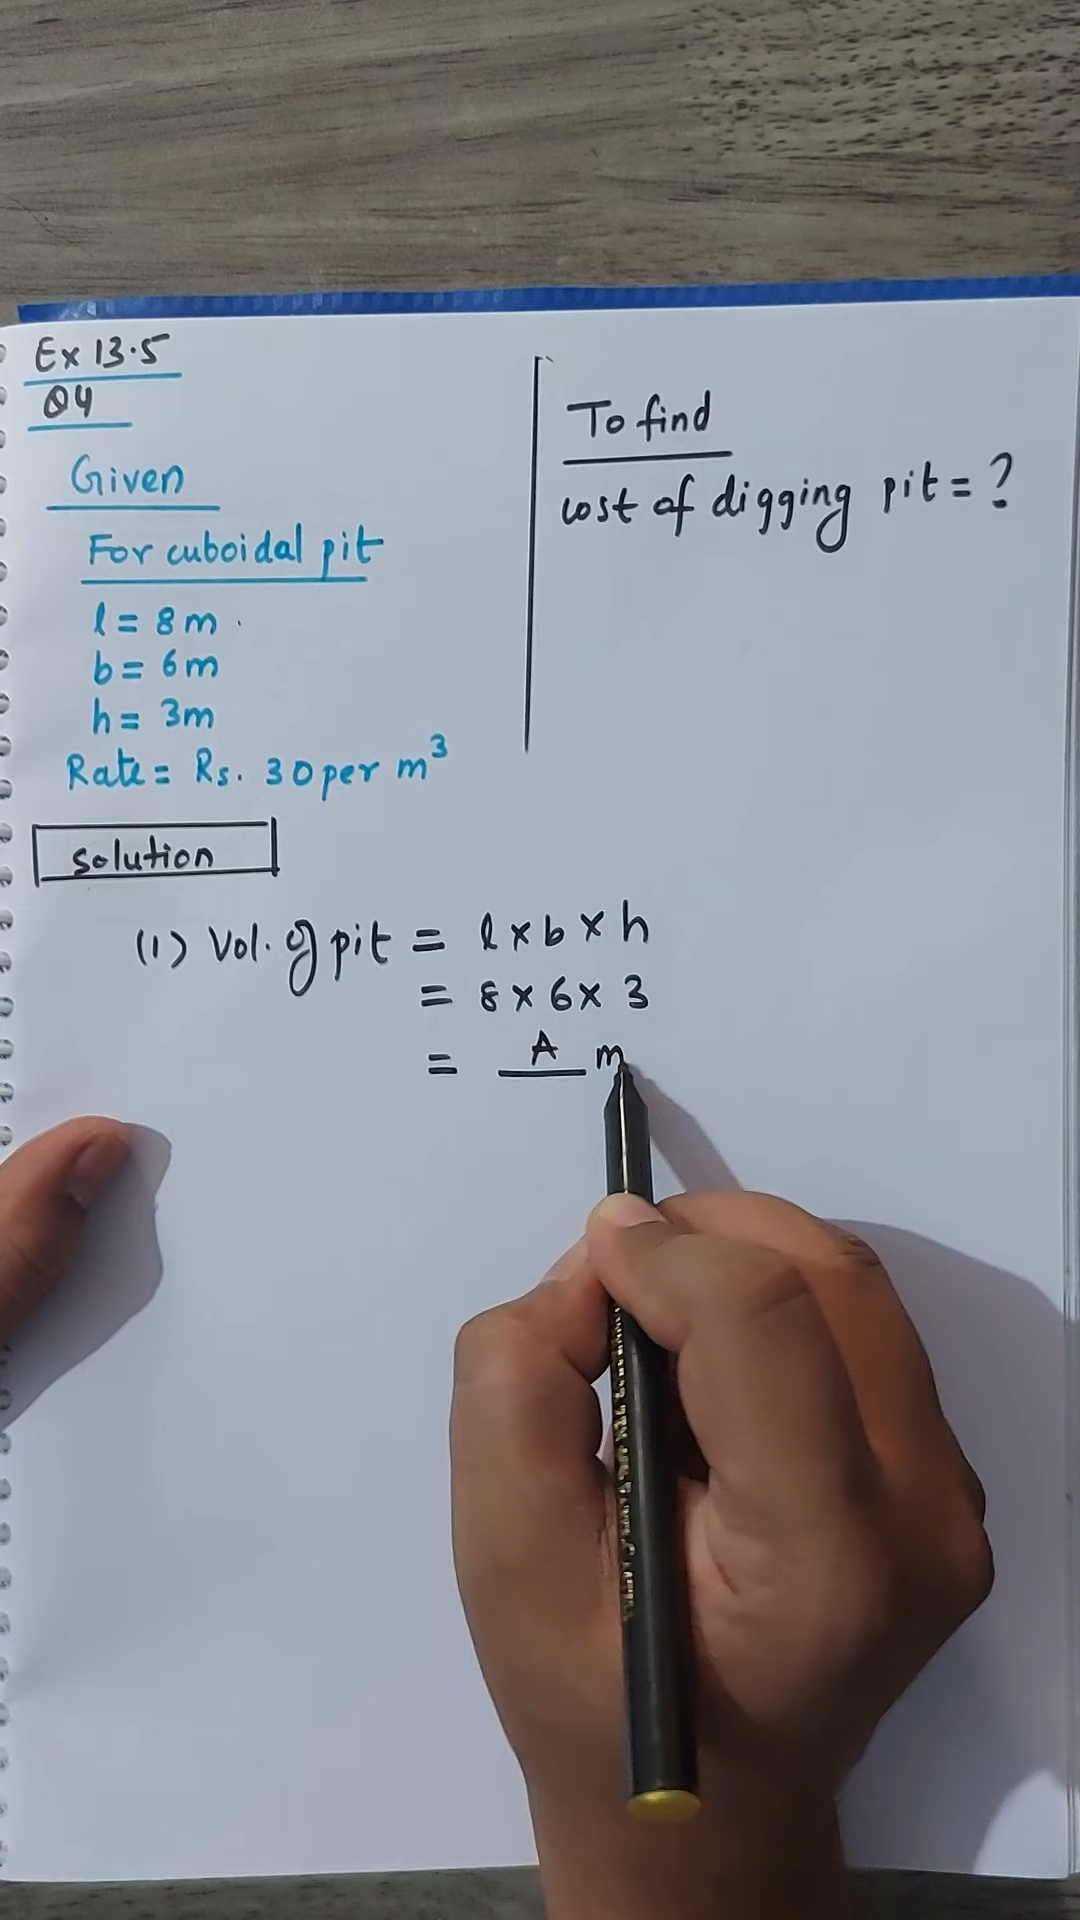 Ex 13.5
Q4
Given
For cuboidal pit
l = 8m
b = 6m
h = 3m
Rate = Rs. 30 per m³
To find
cost of digging pit = ?
solution
(1) Vol. of pit = l × b × h
= 8 × 6 × 3
= A m